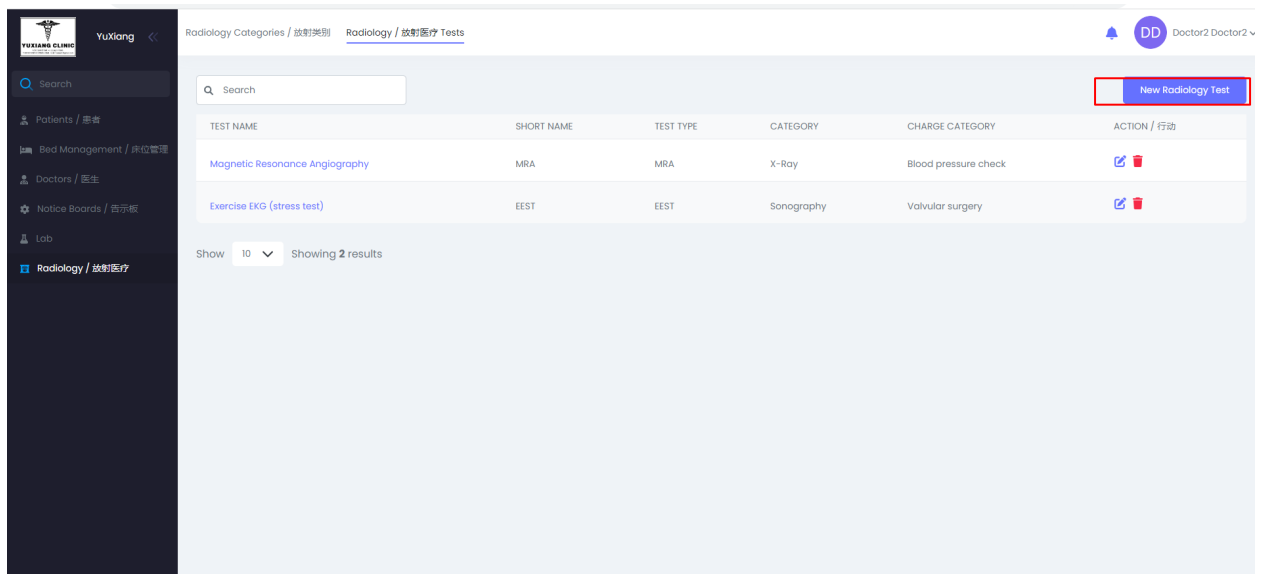 YUXIANG CLINIC
YuXiang
Radiology Categories / 放射类别 Radiology / 放射医疗 Tests
DD Doctor2 Doctor2
Search
Patients / 患者
Bed Management / 床位管理
Doctors / 医生
Notice Boards / 告示板
Lab
Radiology / 放射医疗
Search
New Radiology Test
TEST NAME SHORT NAME TEST TYPE CATEGORY CHARGE CATEGORY ACTION / 行动
Magnetic Resonance Angiography MRA MRA X-Ray Blood pressure check
Exercise EKG (stress test) EEST EEST Sonography Valvular surgery
Show 10 Showing 2 results